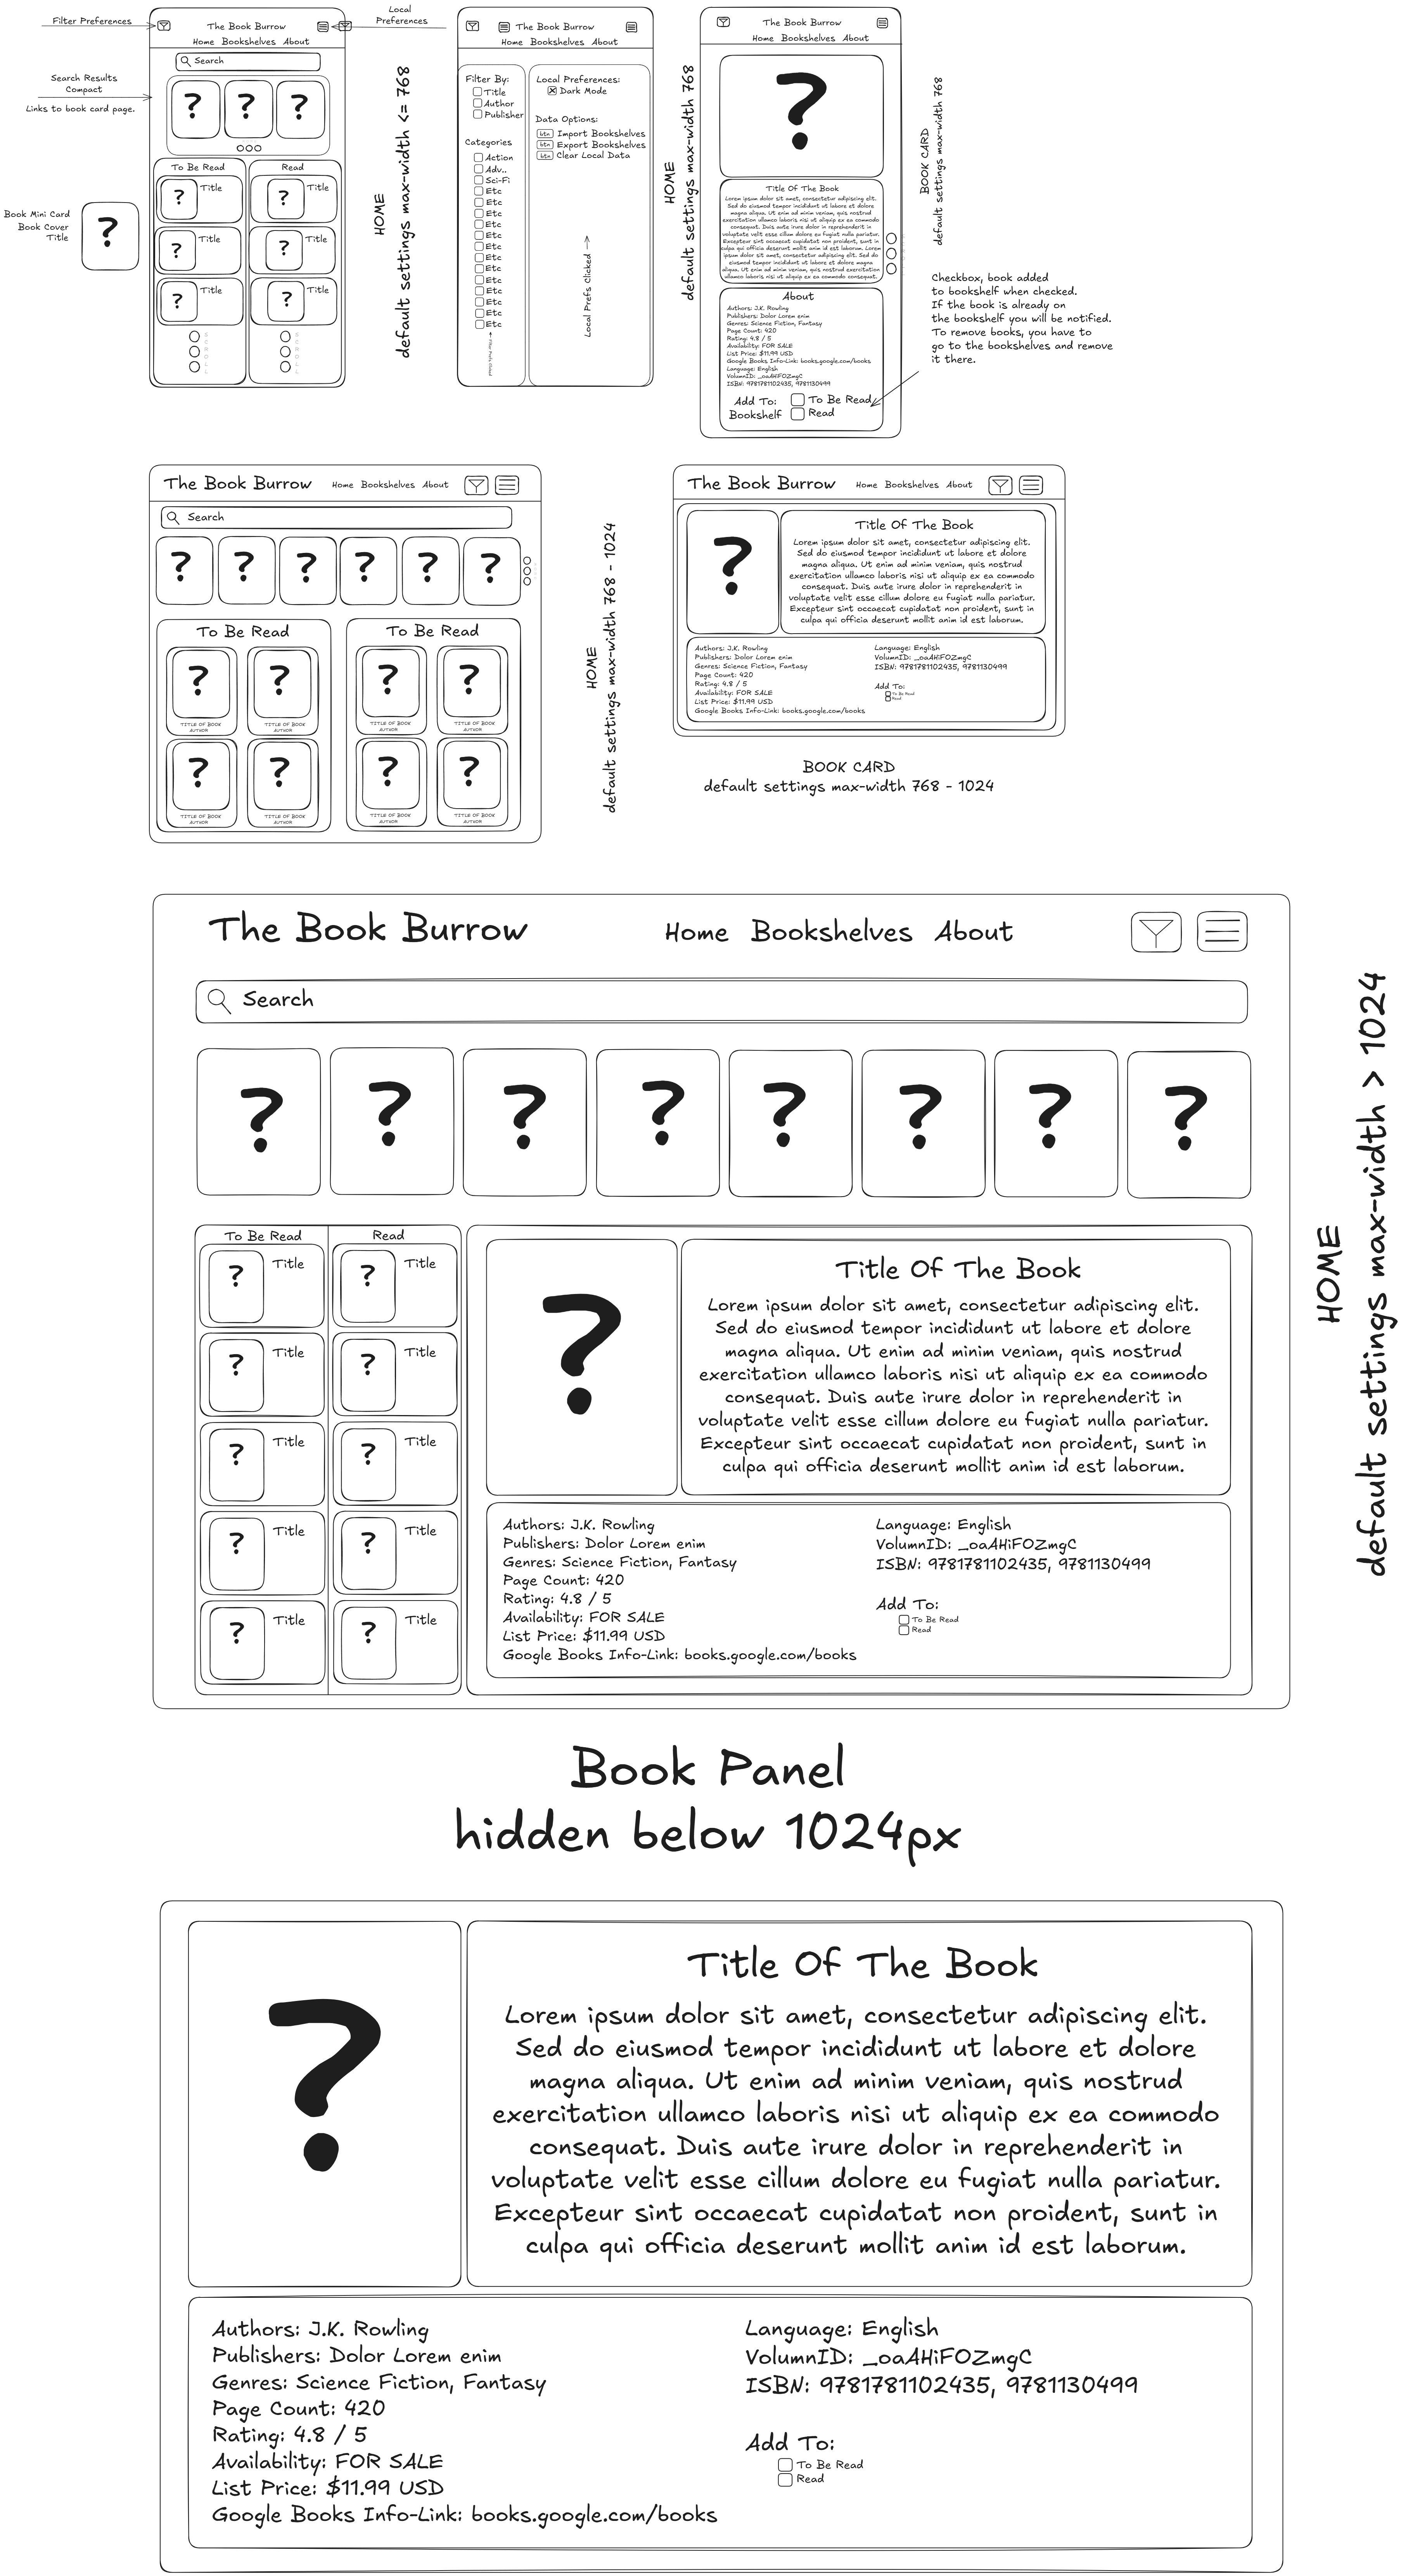 Filter Preferences
Local
Preferences
Search Results
Compact
Links to book card page.
Book Mini Card
Book Cover
Title
?
The Book Burrow
Home Bookshelves About
Search
? ? ?
To Be Read
Read
? Title
? Title
? Title
? Title
? Title
? Title
HOME
default settings max-width <= 768
The Book Burrow
Home Bookshelves About
Filter By:
Title
Author
Publisher
Categories
Action
Adv..
Sci-Fi
Etc
Etc
Etc
Etc
Etc
Etc
Etc
Etc
Etc
Etc
Etc
Etc
Etc
Local Preferences:
Dark Mode
Data Options:
btn Import Bookshelves
btn Export Bookshelves
btn Clear Local Data
Local Prefs Clicked -->
HOME
default settings max-width 768
The Book Burrow
Home Bookshelves About
?
Title Of The Book
Lorem ipsum dolor sit amet, consectetur adipiscing elit.
Sed do eiusmod tempor incididunt ut labore et dolore
magna aliqua. Ut enim ad minim veniam, quis nostrud
exercitation ullamco laboris nisi ut aliquip ex ea commodo
consequat. Duis aute irure dolor in reprehenderit in
voluptate velit esse cillum dolore eu fugiat nulla pariatur.
Excepteur sint occaecat cupidatat non proident, sunt in
culpa qui officia deserunt mollit anim id est laborum. Lorem
ipsum dolor sit amet, consectetur adipiscing elit. Sed do
eiusmod tempor incididunt ut labore et dolore magna
aliqua. Ut enim ad minim veniam, quis nostrud exercitation
ullamco laboris nisi ut aliquip ex ea commodo consequat.
About
Authors: J.K. Rowling
Publishers: Dolor Lorem enim
Genres: Science Fiction, Fantasy
Page Count: 420
Rating: 4.8 / 5
Availability: FOR SALE
List Price: $11.99 USD
Google Books Info-Link: books.google.com/books
Language: English
VolumnID: _oaAHiFOZmgC
ISBN: 9781781102435, 9781130499
Add To:
Bookshelf
To Be Read
Read
BOOK CARD
default settings max-width 768
Checkbox, book added
to bookshelf when checked.
If the book is already on
the bookshelf you will be notified.
To remove books, you have to
go to the bookshelves and remove
it there.
The Book Burrow
Home Bookshelves About
Search
? ? ? ? ? ?
To Be Read
? ?
TITLE OF BOOK
AUTHOR
TITLE OF BOOK
AUTHOR
? ?
TITLE OF BOOK
AUTHOR
TITLE OF BOOK
AUTHOR
To Be Read
? ?
TITLE OF BOOK
AUTHOR
TITLE OF BOOK
AUTHOR
? ?
TITLE OF BOOK
AUTHOR
TITLE OF BOOK
AUTHOR
HOME
default settings max-width 768 - 1024
The Book Burrow
Home Bookshelves About
?
Title Of The Book
Lorem ipsum dolor sit amet, consectetur adipiscing elit.
Sed do eiusmod tempor incididunt ut labore et dolore
magna aliqua. Ut enim ad minim veniam, quis nostrud
exercitation ullamco laboris nisi ut aliquip ex ea commodo
consequat. Duis aute irure dolor in reprehenderit in
voluptate velit esse cillum dolore eu fugiat nulla pariatur.
Excepteur sint occaecat cupidatat non proident, sunt in
culpa qui officia deserunt mollit anim id est laborum.
Authors: J.K. Rowling
Publishers: Dolor Lorem enim
Genres: Science Fiction, Fantasy
Page Count: 420
Rating: 4.8 / 5
Availability: FOR SALE
List Price: $11.99 USD
Google Books Info-Link: books.google.com/books
Language: English
VolumnID: _oaAHiFOZmgC
ISBN: 9781781102435, 9781130499
Add To:
To Be Read
Read
BOOK CARD
default settings max-width 768 - 1024
The Book Burrow
Home Bookshelves About
Search
? ? ? ? ? ? ? ?
To Be Read
Read
? Title
? Title
? Title
? Title
? Title
? Title
? Title
? Title
? Title
? Title
?
Title Of The Book
Lorem ipsum dolor sit amet, consectetur adipiscing elit.
Sed do eiusmod tempor incididunt ut labore et dolore
magna aliqua. Ut enim ad minim veniam, quis nostrud
exercitation ullamco laboris nisi ut aliquip ex ea commodo
consequat. Duis aute irure dolor in reprehenderit in
voluptate velit esse cillum dolore eu fugiat nulla pariatur.
Excepteur sint occaecat cupidatat non proident, sunt in
culpa qui officia deserunt mollit anim id est laborum.
Authors: J.K. Rowling
Publishers: Dolor Lorem enim
Genres: Science Fiction, Fantasy
Page Count: 420
Rating: 4.8 / 5
Availability: FOR SALE
List Price: $11.99 USD
Google Books Info-Link: books.google.com/books
Language: English
VolumnID: _oaAHiFOZmgC
ISBN: 9781781102435, 9781130499
Add To:
To Be Read
Read
HOME
default settings max-width > 1024
Book Panel
hidden below 1024px
?
Title Of The Book
Lorem ipsum dolor sit amet, consectetur adipiscing elit.
Sed do eiusmod tempor incididunt ut labore et dolore
magna aliqua. Ut enim ad minim veniam, quis nostrud
exercitation ullamco laboris nisi ut aliquip ex ea commodo
consequat. Duis aute irure dolor in reprehenderit in
voluptate velit esse cillum dolore eu fugiat nulla pariatur.
Excepteur sint occaecat cupidatat non proident, sunt in
culpa qui officia deserunt mollit anim id est laborum.
Authors: J.K. Rowling
Publishers: Dolor Lorem enim
Genres: Science Fiction, Fantasy
Page Count: 420
Rating: 4.8 / 5
Availability: FOR SALE
List Price: $11.99 USD
Google Books Info-Link: books.google.com/books
Language: English
VolumnID: _oaAHiFOZmgC
ISBN: 9781781102435, 9781130499
Add To:
To Be Read
Read